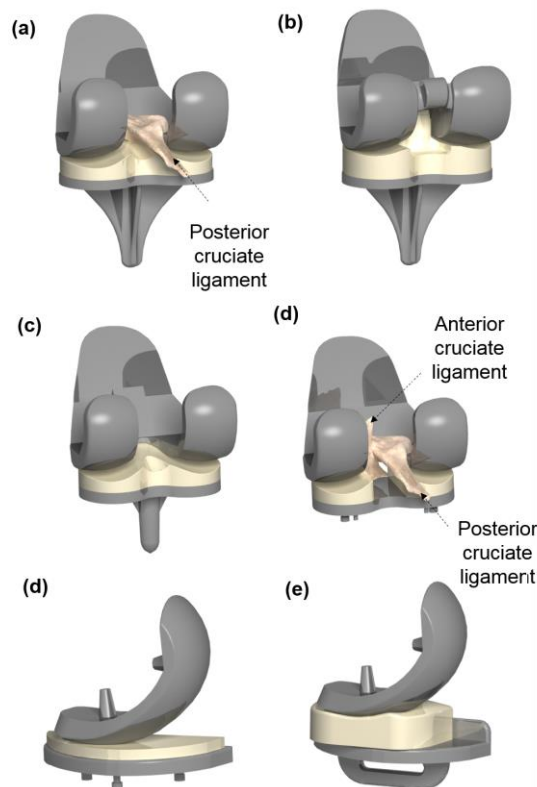 (a)
(b)
Posterior
cruciate
ligament
(c)
(d)
Anterior
cruciate
ligament
Posterior
cruciate
ligament
(d)
(e)